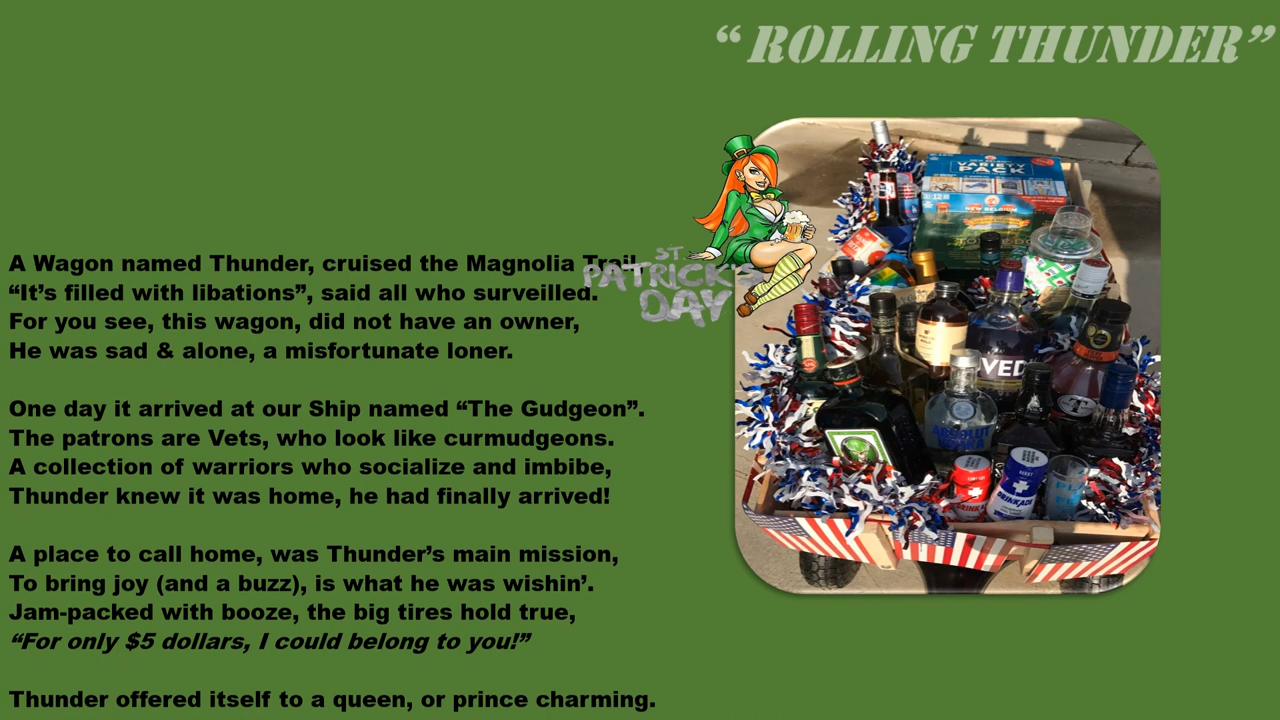 “ ROLLING THUNDER”
VARIETY
PACK
NEW BELGIUM
A Wagon named Thunder, cruised the Magnolia Trail
“It’s filled with libations”, said all who surveilled.
For you see, this wagon, did not have an owner,
He was sad & alone, a misfortunate loner.
ST
PATRICK'S
DAY
One day it arrived at our Ship named “The Gudgeon”.
The patrons are Vets, who look like curmudgeons.
A collection of warriors who socialize and imbibe,
Thunder knew it was home, he had finally arrived!
A place to call home, was Thunder’s main mission,
To bring joy (and a buzz), is what he was wishin’.
Jam-packed with booze, the big tires hold true,
“For only $5 dollars, I could belong to you!”
Thunder offered itself to a queen, or prince charming.
VED
ABSOLUT
T
DRINKADE